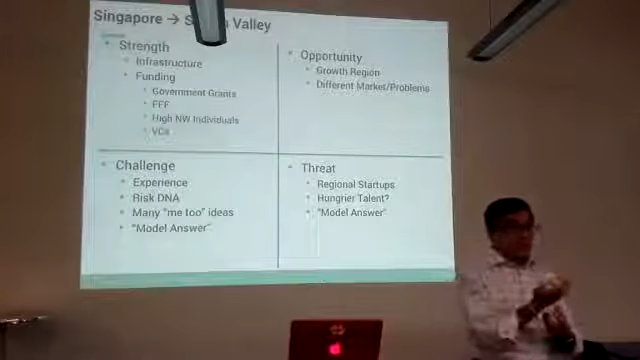 Singapore → S Valley
Strength
Infrastructure
Funding
Government Grants
FFF
High NW Individuals
VCs
Opportunity
Growth Region
Different Market/Problems
Challenge
Experience
Risk DNA
Many "me too" ideas
"Model Answer"
Threat
Regional Startups
Hungrier Talent?
"Model Answer"